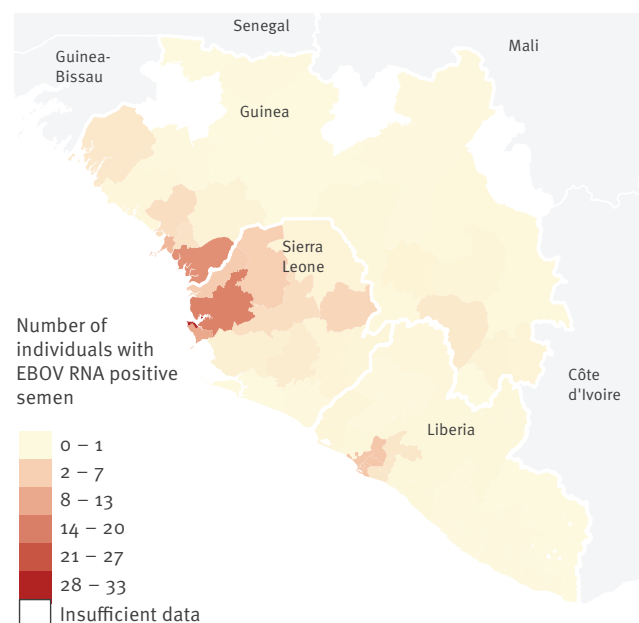 Senegal
Mali
Guinea-
Bissau
Guinea
Sierra
Leone
Number of
individuals with
EBOV RNA positive
semen
Côte
d'Ivoire
Liberia
0 – 1
2 – 7
8 – 13
14 – 20
21 – 27
28 – 33
Insufficient data